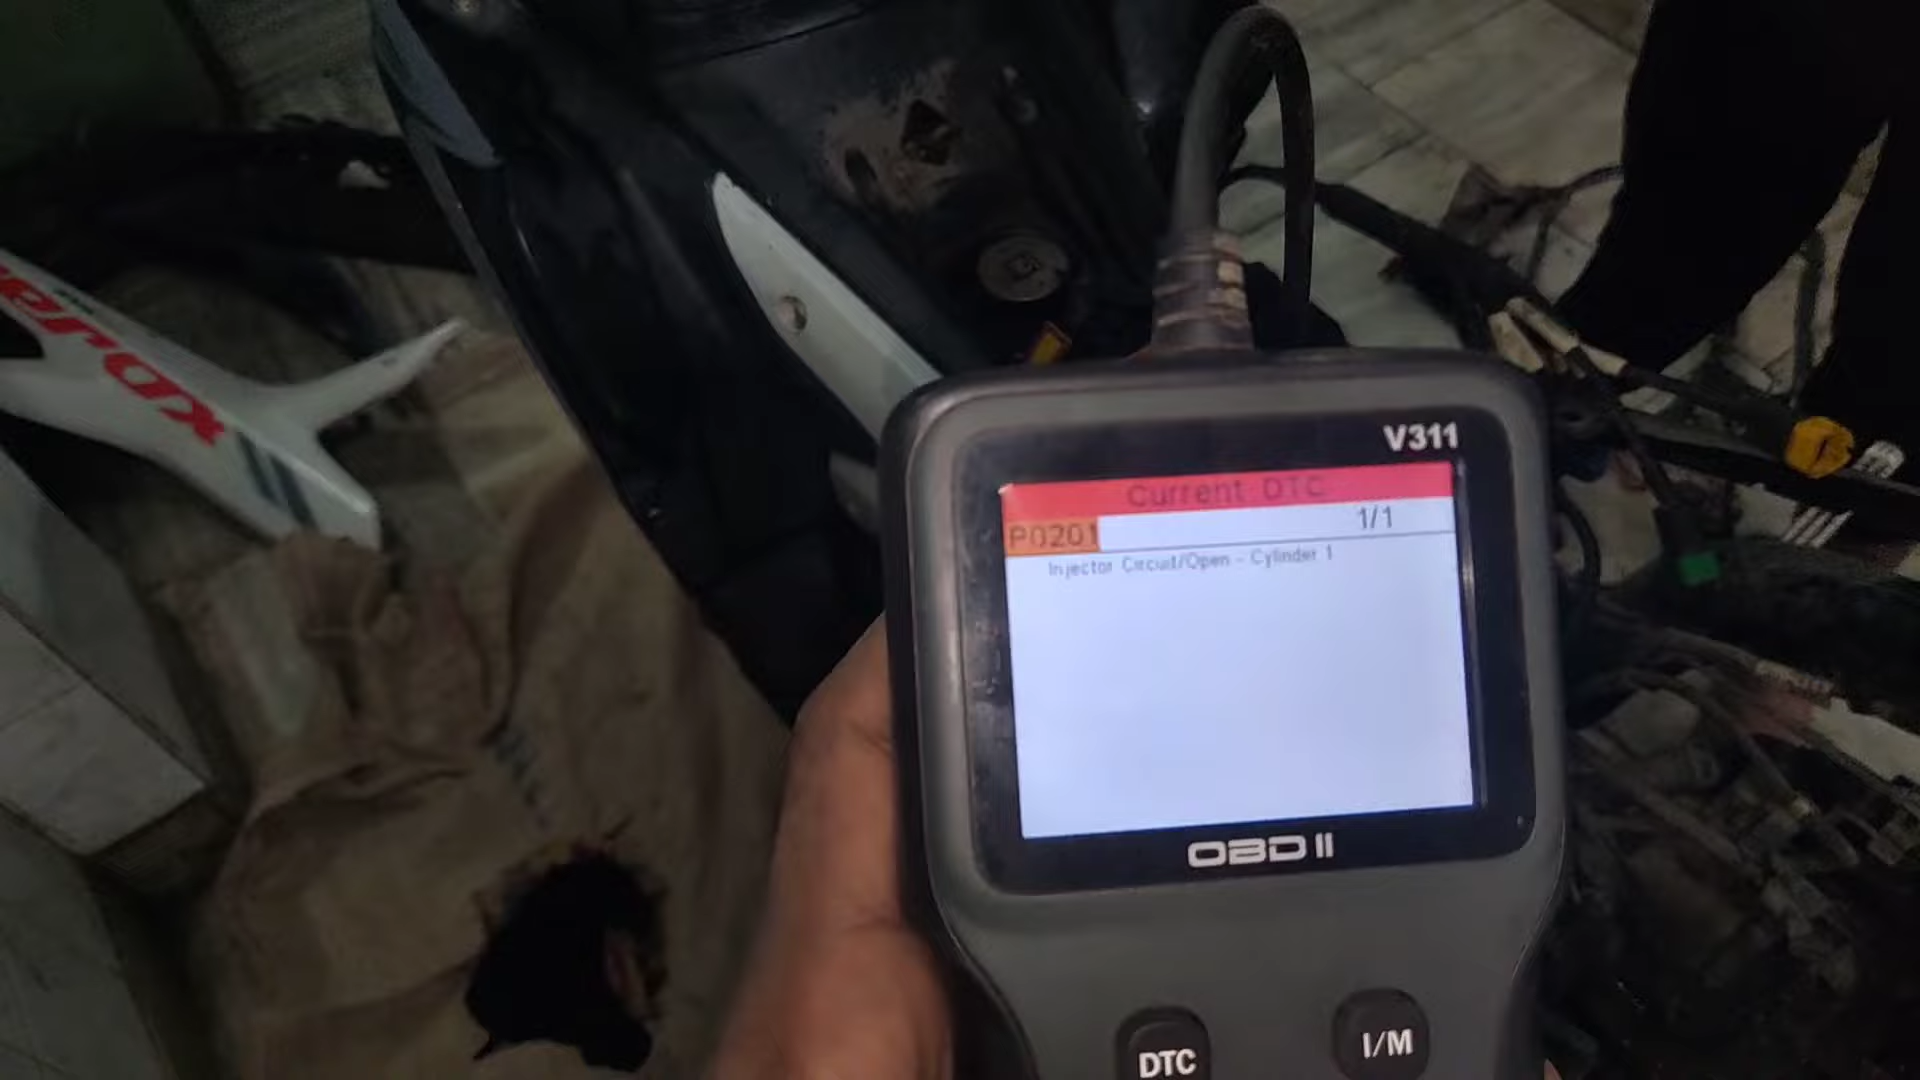 V311
Current DTC
P0201 1/1
Injector Circuit/Open - Cylinder 1
OBD II
DTC
I/M